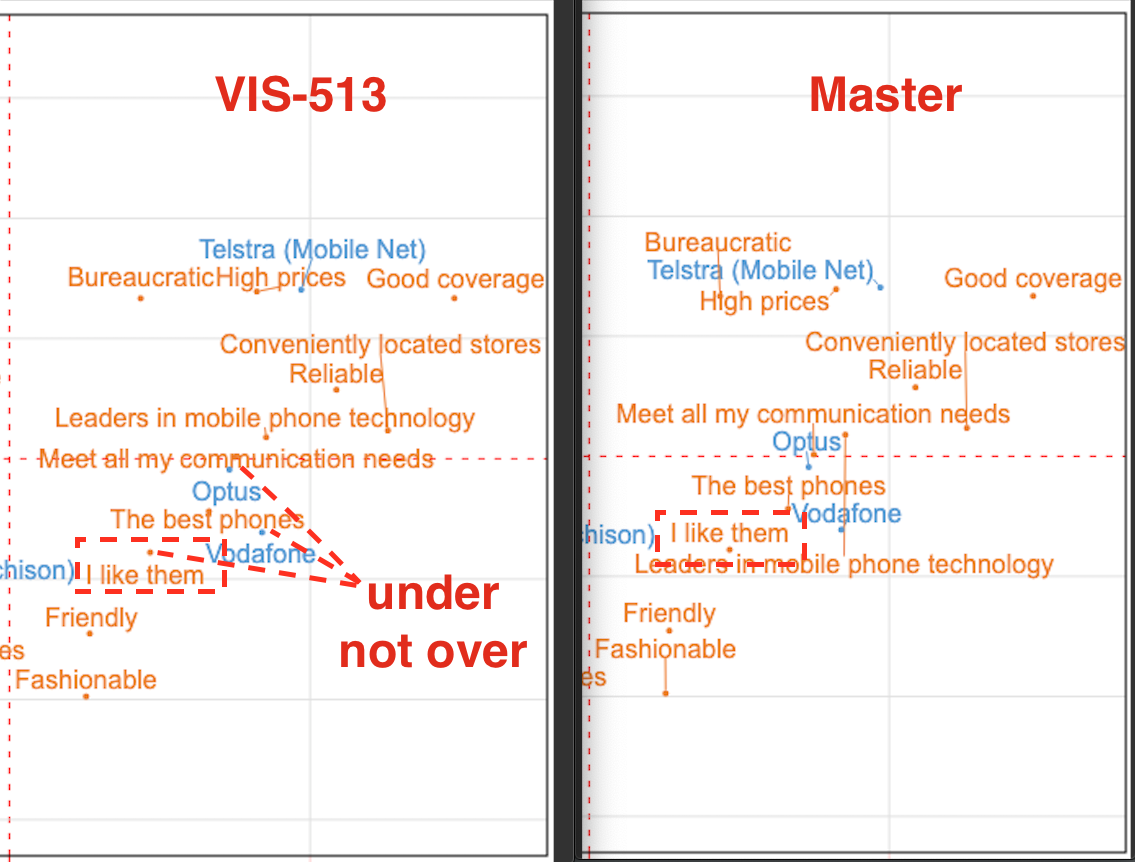 VIS-513
Telstra (Mobile Net)
BureaucraticHigh prices
Good coverage
Conveniently located stores
Reliable
Leaders in mobile phone technology
Meet all my communication needs
Optus
The best phones
Vodafone
chison)
I like them
under
not over
Friendly
es
Fashionable
Master
Bureaucratic
Telstra (Mobile Net)
Good coverage
High prices
Conveniently located stores
Reliable
Meet all my communication needs
Optus
The best phones
Vodafone
chison)
I like them
Leaders in mobile phone technology
Friendly
Fashionable
es